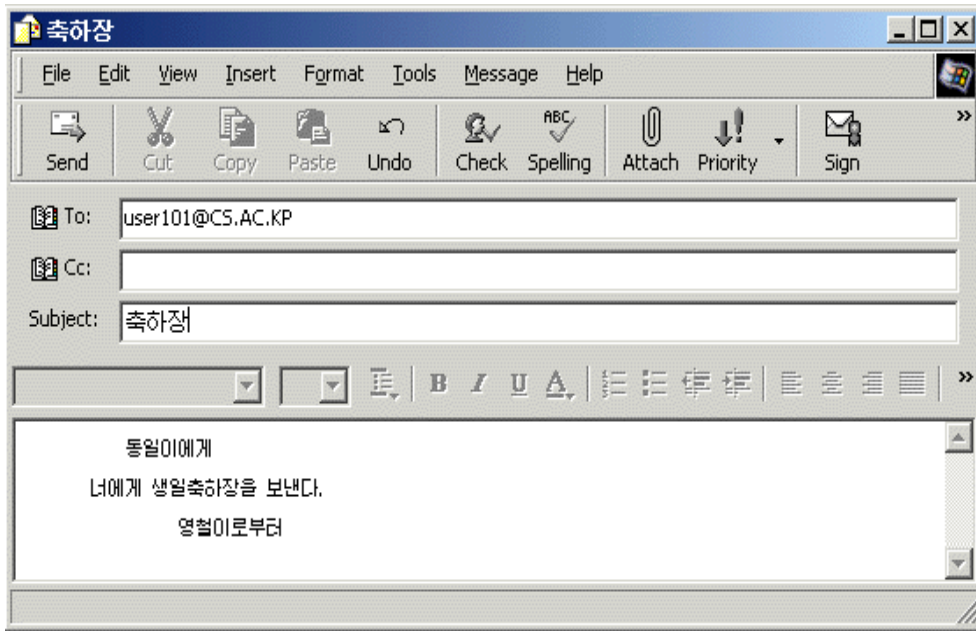 축하장
File Edit View Insert Format Tools Message Help
ABC
Send Cut Copy Paste Undo Check Spelling Attach Priority Sign
To: user101@CS.AC.KP
Cc:
Subject: 축하장
B I U A
동일이에게
너에게 생일축하장을 보낸다.
영철이로부터